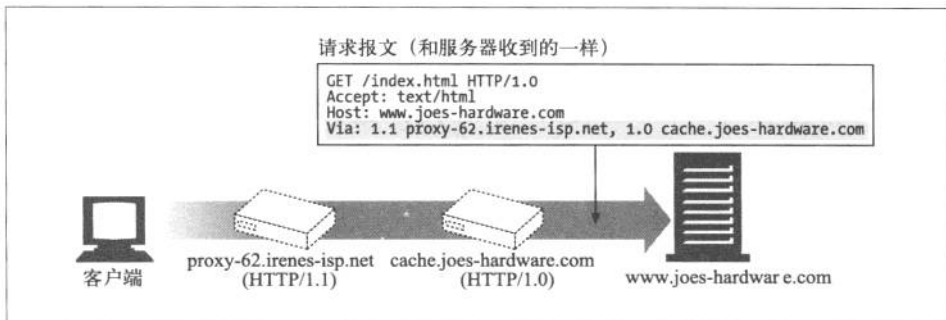 请求报文（和服务器收到的一样）
GET /index.html HTTP/1.0
Accept: text/html
Host: www.joes-hardware.com
Via: 1.1 proxy-62.irenes-isp.net, 1.0 cache.joes-hardware.com
客户端
proxy-62.irenes-isp.net
(HTTP/1.1)
cache.joes-hardware.com
(HTTP/1.0)
www.joes-hardwar e.com